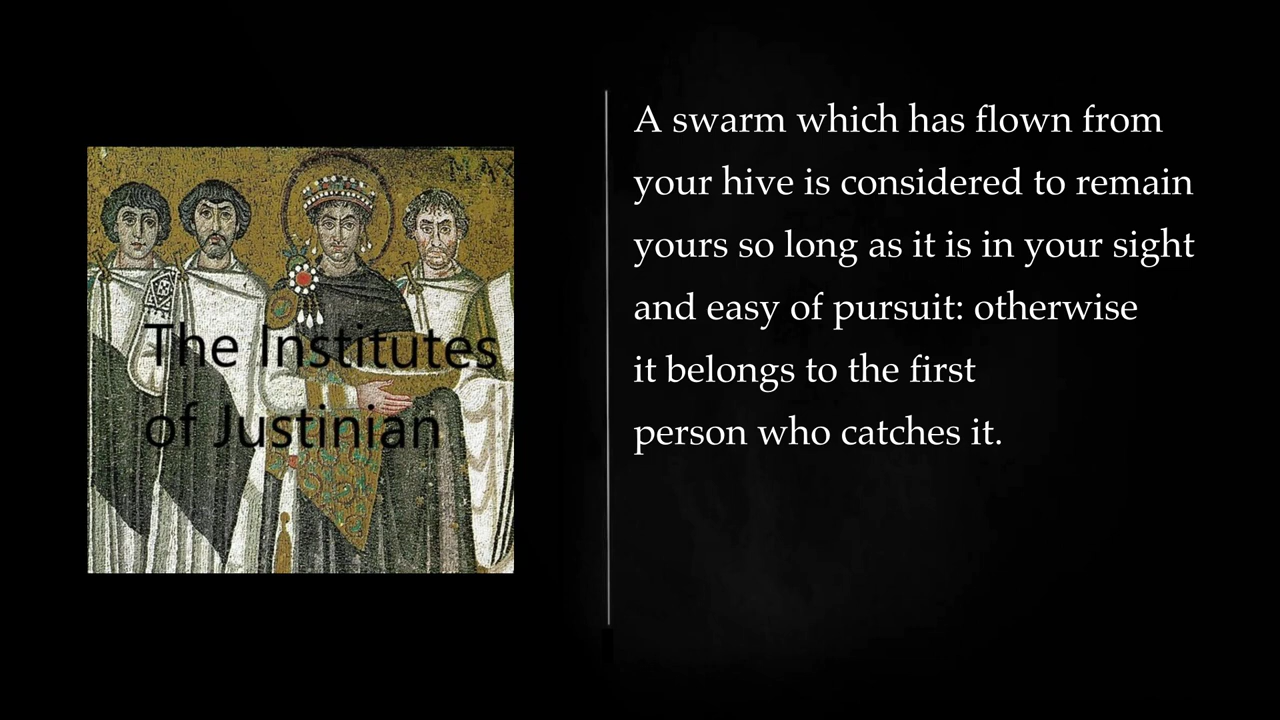 MAX
The Institutes
of Justinian
A swarm which has flown from
your hive is considered to remain
yours so long as it is in your sight
and easy of pursuit: otherwise
it belongs to the first
person who catches it.